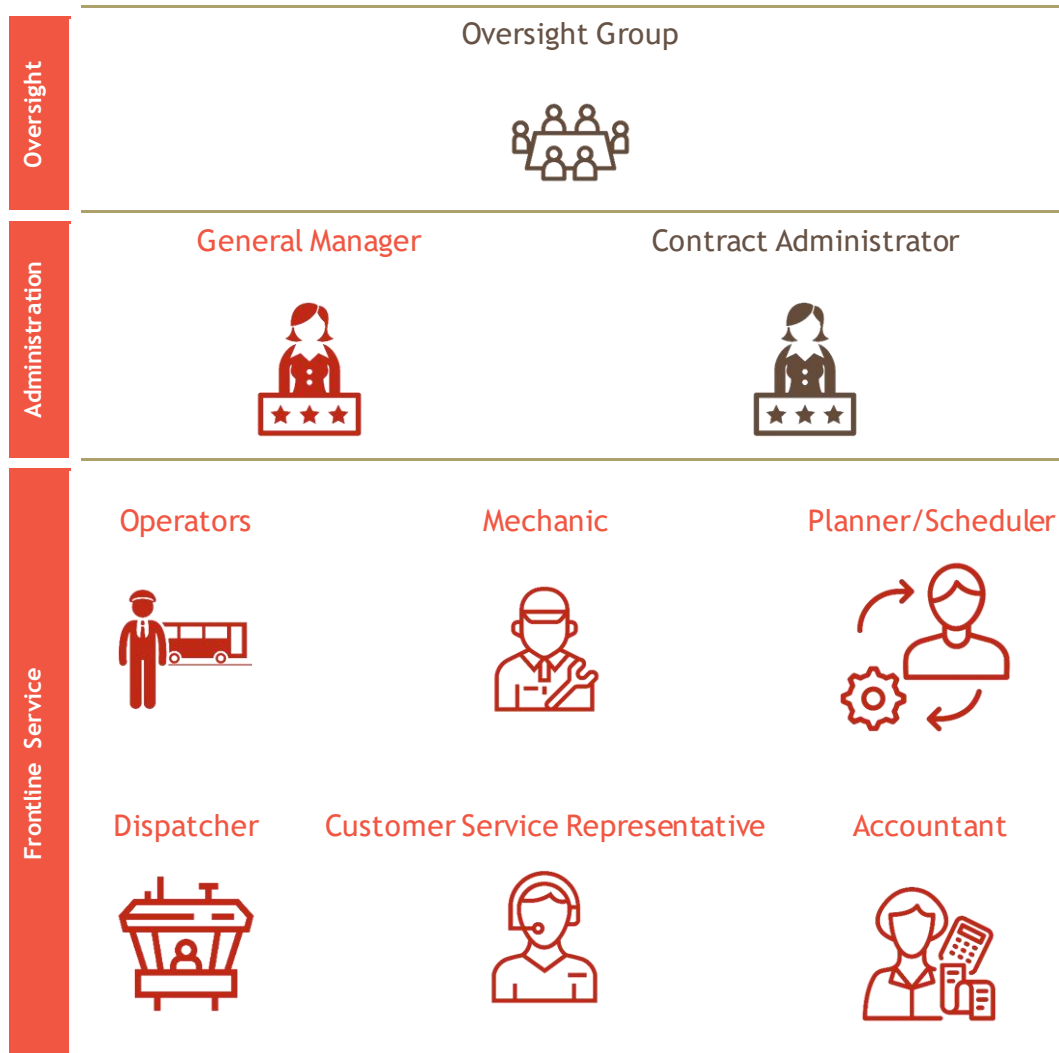 Oversight
Oversight Group
Administration
General Manager
Contract Administrator
Frontline Service
Operators
Mechanic
Planner/Scheduler
Dispatcher
Customer Service Representative
Accountant